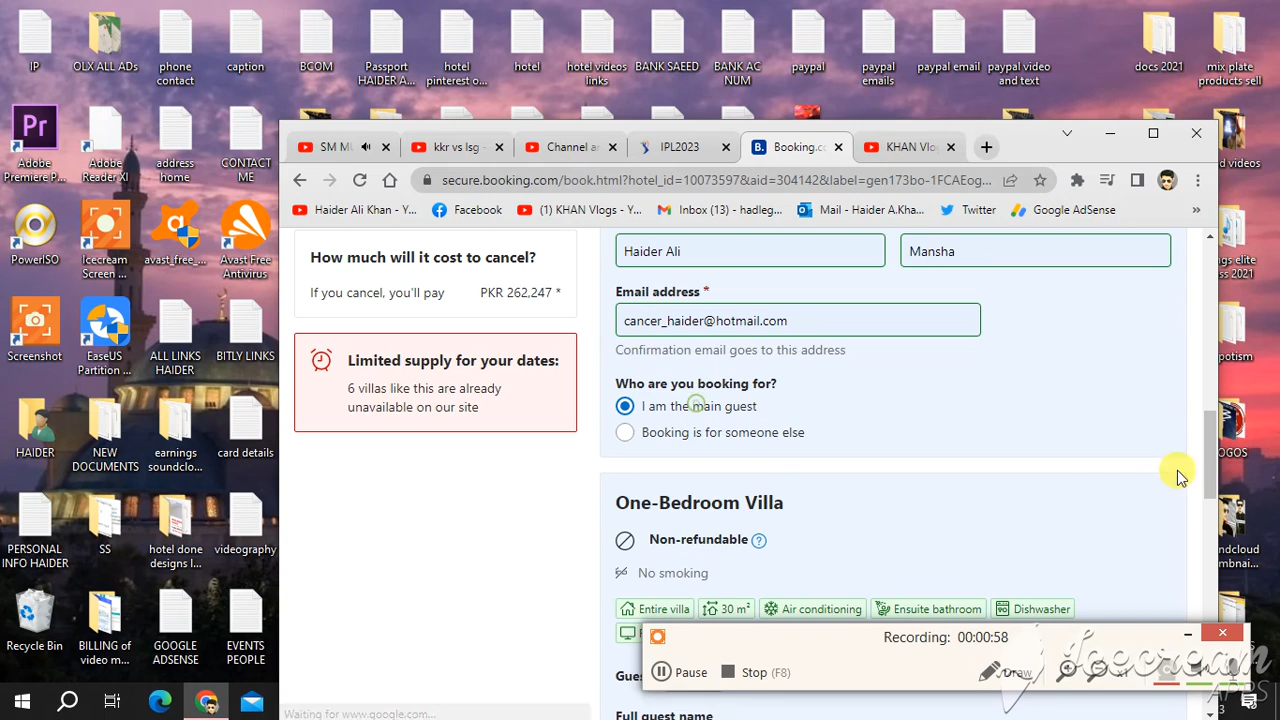 IP
OLX ALL ADs
phone contact
caption
BCOM
Passport HAIDER A...
hotel pinterest o...
hotel
hotel videos links
BANK SAEED
BANK AC NUM
paypal
paypal emails
paypal email
paypal video and text
docs 2021
mix plate products sell
Adobe Premiere P...
Adobe Reader XI
address home
CONTACT ME
PowerISO
Icecream Screen ...
avast_free_...
Avast Free Antivirus
Screenshot
EaseUS Partition ...
ALL LINKS HAIDER
BITLY LINKS
HAIDER
NEW DOCUMENTS
earnings soundclo...
card details
PERSONAL INFO HAIDER
SS
hotel done designs l...
videography
Recycle Bin
BILLING of video m...
GOOGLE ADSENSE
EVENTS PEOPLE
SM M
kkr vs lsg -
Channel a
IPL2023
B. Booking.c
KHAN Vlo
secure.booking.com/book.html?hotel_id=10073597&aid=304142&label=gen173bo-1FCAEog...
Haider Ali Khan - Y...
Facebook
(1) KHAN Vlogs - Y...
Inbox (13) - hadleg...
Mail - Haider A.Kha...
Twitter
Google AdSense
»
How much will it cost to cancel?
If you cancel, you'll pay PKR 262,247 *
Limited supply for your dates:
6 villas like this are already
unavailable on our site
Haider Ali
Mansha
Email address *
cancer_haider@hotmail.com
Confirmation email goes to this address
Who are you booking for?
I am the main guest
Booking is for someone else
One-Bedroom Villa
Non-refundable ?
No smoking
Entire villa
30 m²
Air conditioning
Ensuite bathroom
Dishwasher
Full guest name
Recording: 00:00:58
Pause
Stop (F8)
Draw
Icecream
APPS
Waiting for www.google.com...